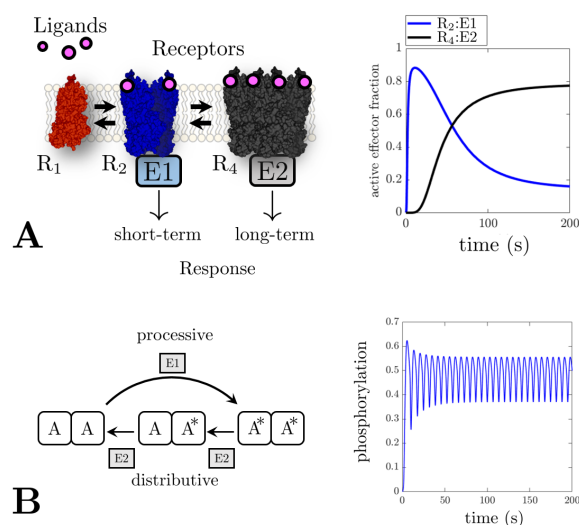 Ligands
Receptors
R1
R2
R4
E1
E2
short-term
long-term
Response
A
R2:E1
R4:E2
active effector fraction
1
0.8
0.6
0.4
0.2
0
0
100
200
time (s)
processive
E1
A A
A A*
A* A*
E2
E2
distributive
B
phosphorylation
0.7
0.6
0.5
0.4
0.3
0.2
0.1
0
0
50
100
150
200
time (s)